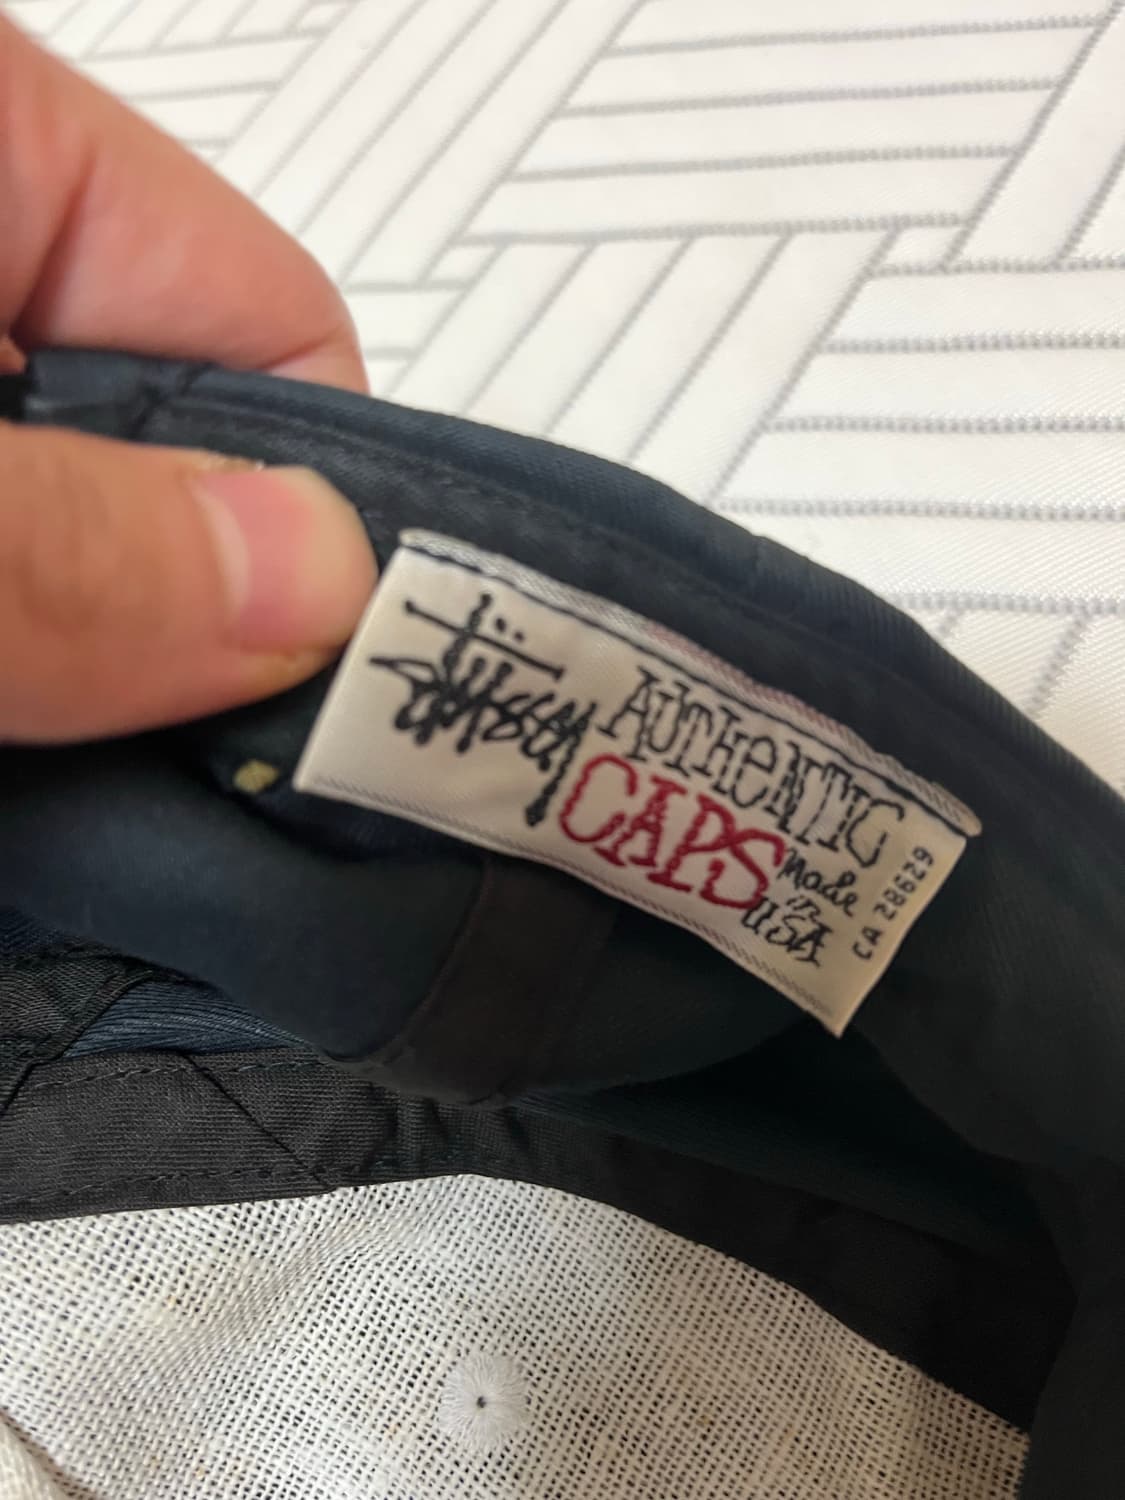 Stüssy
AUTHENTIC
CAPS
made
in
USA
CA 28629